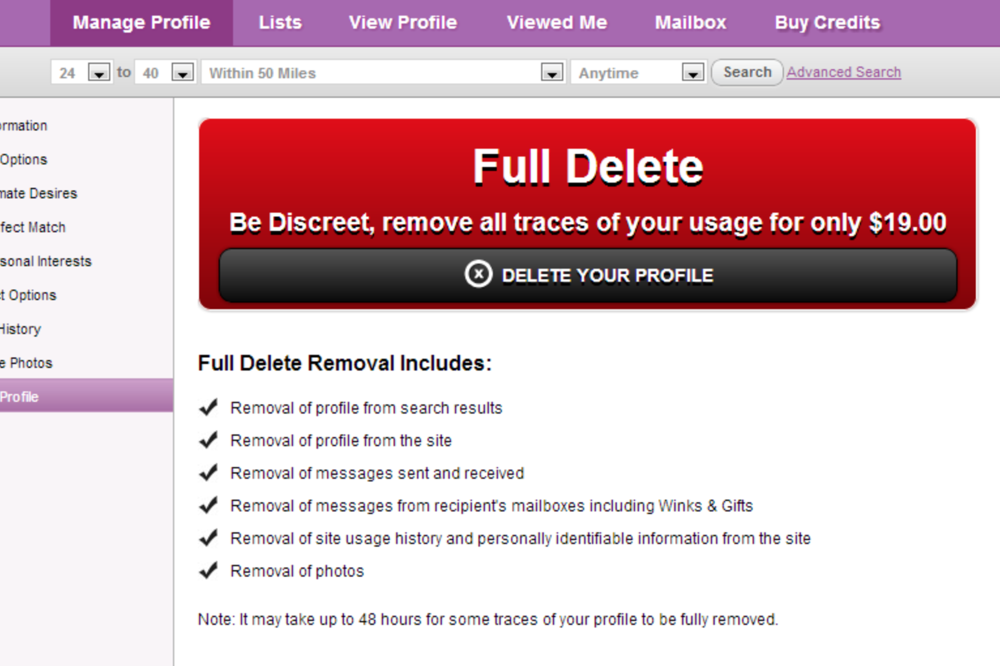 Manage Profile Lists View Profile Viewed Me Mailbox Buy Credits
24 to 40 Within 50 Miles Anytime Search Advanced Search
Options
Desires
Match
Interests
Options
History
Photos
Profile
Full Delete
Be Discreet, remove all traces of your usage for only $19.00
DELETE YOUR PROFILE
Full Delete Removal Includes:
Removal of profile from search results
Removal of profile from the site
Removal of messages sent and received
Removal of messages from recipient's mailboxes including Winks & Gifts
Removal of site usage history and personally identifiable information from the site
Removal of photos
Note: It may take up to 48 hours for some traces of your profile to be fully removed.